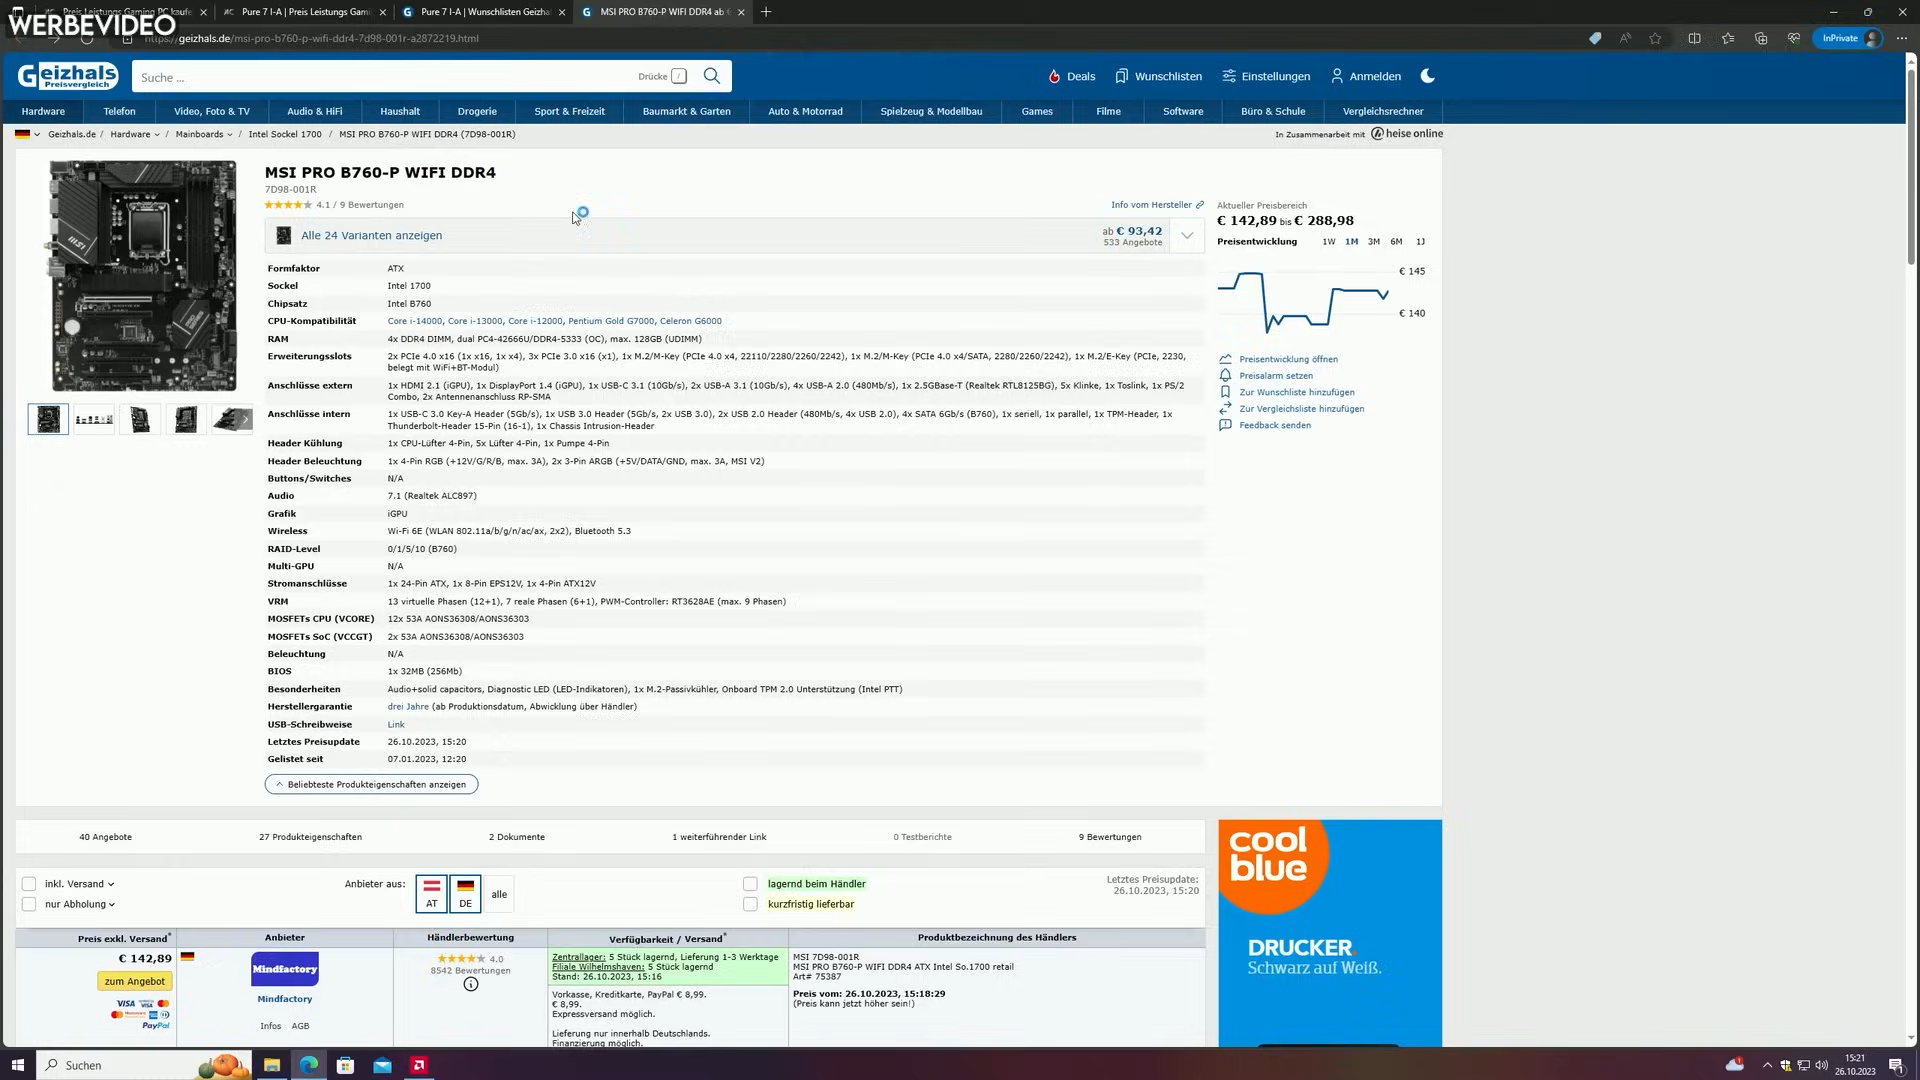 WERBEVIDEO
Preis Leistungs Gaming PC kaufe
Pure 7 I-A | Preis Leistungs Gami
Pure 7 I-A | Wunschlisten Geizha
MSI PRO B760-P WIFI DDR4 ab
https://geizhals.de/msi-pro-b760-p-wifi-ddr4-7d98-001r-a2872219.html
InPrivate
Geizhals
Preisvergleich
Suche ...
Drücke /
Deals
Wunschlisten
Einstellungen
Anmelden
Hardware
Telefon
Video, Foto & TV
Audio & HiFi
Haushalt
Drogerie
Sport & Freizeit
Baumarkt & Garten
Auto & Motorrad
Spielzeug & Modellbau
Games
Filme
Software
Büro & Schule
Vergleichsrechner
Geizhals.de / Hardware / Mainboards / Intel Sockel 1700 / MSI PRO B760-P WIFI DDR4 (7D98-001R)
In Zusammenarbeit mit heise online
MSI PRO B760-P WIFI DDR4
7D98-001R
4.1 / 9 Bewertungen
Info vom Hersteller
Alle 24 Varianten anzeigen
ab € 93,42
533 Angebote
Formfaktor ATX
Sockel Intel 1700
Chipsatz Intel B760
CPU-Kompatibilität Core i-14000, Core i-13000, Core i-12000, Pentium Gold G7000, Celeron G6000
RAM 4x DDR4 DIMM, dual PC4-42666U/DDR4-5333 (OC), max. 128GB (UDIMM)
Erweiterungsslots 2x PCIe 4.0 x16 (1x x16, 1x x4), 3x PCIe 3.0 x16 (x1), 1x M.2/M-Key (PCIe 4.0 x4, 22110/2280/2260/2242), 1x M.2/M-Key (PCIe 4.0 x4/SATA, 2280/2260/2242), 1x M.2/E-Key (PCIe, 2230,
belegt mit WiFi+BT-Modul)
Anschlüsse extern 1x HDMI 2.1 (iGPU), 1x DisplayPort 1.4 (iGPU), 1x USB-C 3.1 (10Gb/s), 2x USB-A 3.1 (10Gb/s), 4x USB-A 2.0 (480Mb/s), 1x 2.5GBase-T (Realtek RTL8125BG), 5x Klinke, 1x Toslink, 1x PS/2
Combo, 2x Antennenanschluss RP-SMA
Anschlüsse intern 1x USB-C 3.0 Key-A Header (5Gb/s), 1x USB 3.0 Header (5Gb/s, 2x USB 3.0), 2x USB 2.0 Header (480Mb/s, 4x USB 2.0), 4x SATA 6Gb/s (B760), 1x seriell, 1x parallel, 1x TPM-Header, 1x
Thunderbolt-Header 15-Pin (16-1), 1x Chassis Intrusion-Header
Header Kühlung 1x CPU-Lüfter 4-Pin, 5x Lüfter 4-Pin, 1x Pumpe 4-Pin
Header Beleuchtung 1x 4-Pin RGB (+12V/G/R/B, max. 3A), 2x 3-Pin ARGB (+5V/DATA/GND, max. 3A, MSI V2)
Buttons/Switches N/A
Audio 7.1 (Realtek ALC897)
Grafik iGPU
Wireless Wi-Fi 6E (WLAN 802.11a/b/g/n/ac/ax, 2x2), Bluetooth 5.3
RAID-Level 0/1/5/10 (B760)
Multi-GPU N/A
Stromanschlüsse 1x 24-Pin ATX, 1x 8-Pin EPS12V, 1x 4-Pin ATX12V
VRM 13 virtuelle Phasen (12+1), 7 reale Phasen (6+1), PWM-Controller: RT3628AE (max. 9 Phasen)
MOSFETs CPU (VCORE) 12x 53A AONS36308/AONS36303
MOSFETs SoC (VCCGT) 2x 53A AONS36308/AONS36303
Beleuchtung N/A
BIOS 1x 32MB (256Mb)
Besonderheiten Audio+solid capacitors, Diagnostic LED (LED-Indikatoren), 1x M.2-Passivkühler, Onboard TPM 2.0 Unterstützung (Intel PTT)
Herstellergarantie drei Jahre (ab Produktionsdatum, Abwicklung über Händler)
USB-Schreibweise Link
Letztes Preisupdate 26.10.2023, 15:20
Gelistet seit 07.01.2023, 12:20
Beliebteste Produkteigenschaften anzeigen
Aktueller Preisbereich
€ 142,89 bis € 288,98
Preisentwicklung 1W 1M 3M 6M 1J
€ 145
€ 140
Preisentwicklung öffnen
Preisalarm setzen
Zur Wunschliste hinzufügen
Zur Vergleichsliste hinzufügen
Feedback senden
40 Angebote
27 Produkteigenschaften
2 Dokumente
1 weiterführender Link
0 Testberichte
9 Bewertungen
inkl. Versand
nur Abholung
Anbieter aus:
AT
DE
alle
lagernd beim Händler
kurzfristig lieferbar
Letztes Preisupdate:
26.10.2023, 15:20
Preis exkl. Versand*
Anbieter
Händlerbewertung
Verfügbarkeit / Versand*
Produktbezeichnung des Händlers
€ 142,89
zum Angebot
VISA
PayPal
Mindfactory
Mindfactory
Infos AGB
4.0
8542 Bewertungen
Zentrallager: 5 Stück lagernd, Lieferung 1-3 Werktage
Filiale Wilhelmshaven: 5 Stück lagernd
Stand: 26.10.2023, 15:16
Vorkasse, Kreditkarte, PayPal € 8,99.
€ 8,99.
Expressversand möglich.
Lieferung nur innerhalb Deutschlands.
Finanzierung möglich.
MSI 7D98-001R
MSI PRO B760-P WIFI DDR4 ATX Intel So.1700 retail
Art# 75387
Preis vom: 26.10.2023, 15:18:29
(Preis kann jetzt höher sein!)
cool
blue
DRUCKER.
Schwarz auf Weiß.
Suchen
15:21
26.10.2023